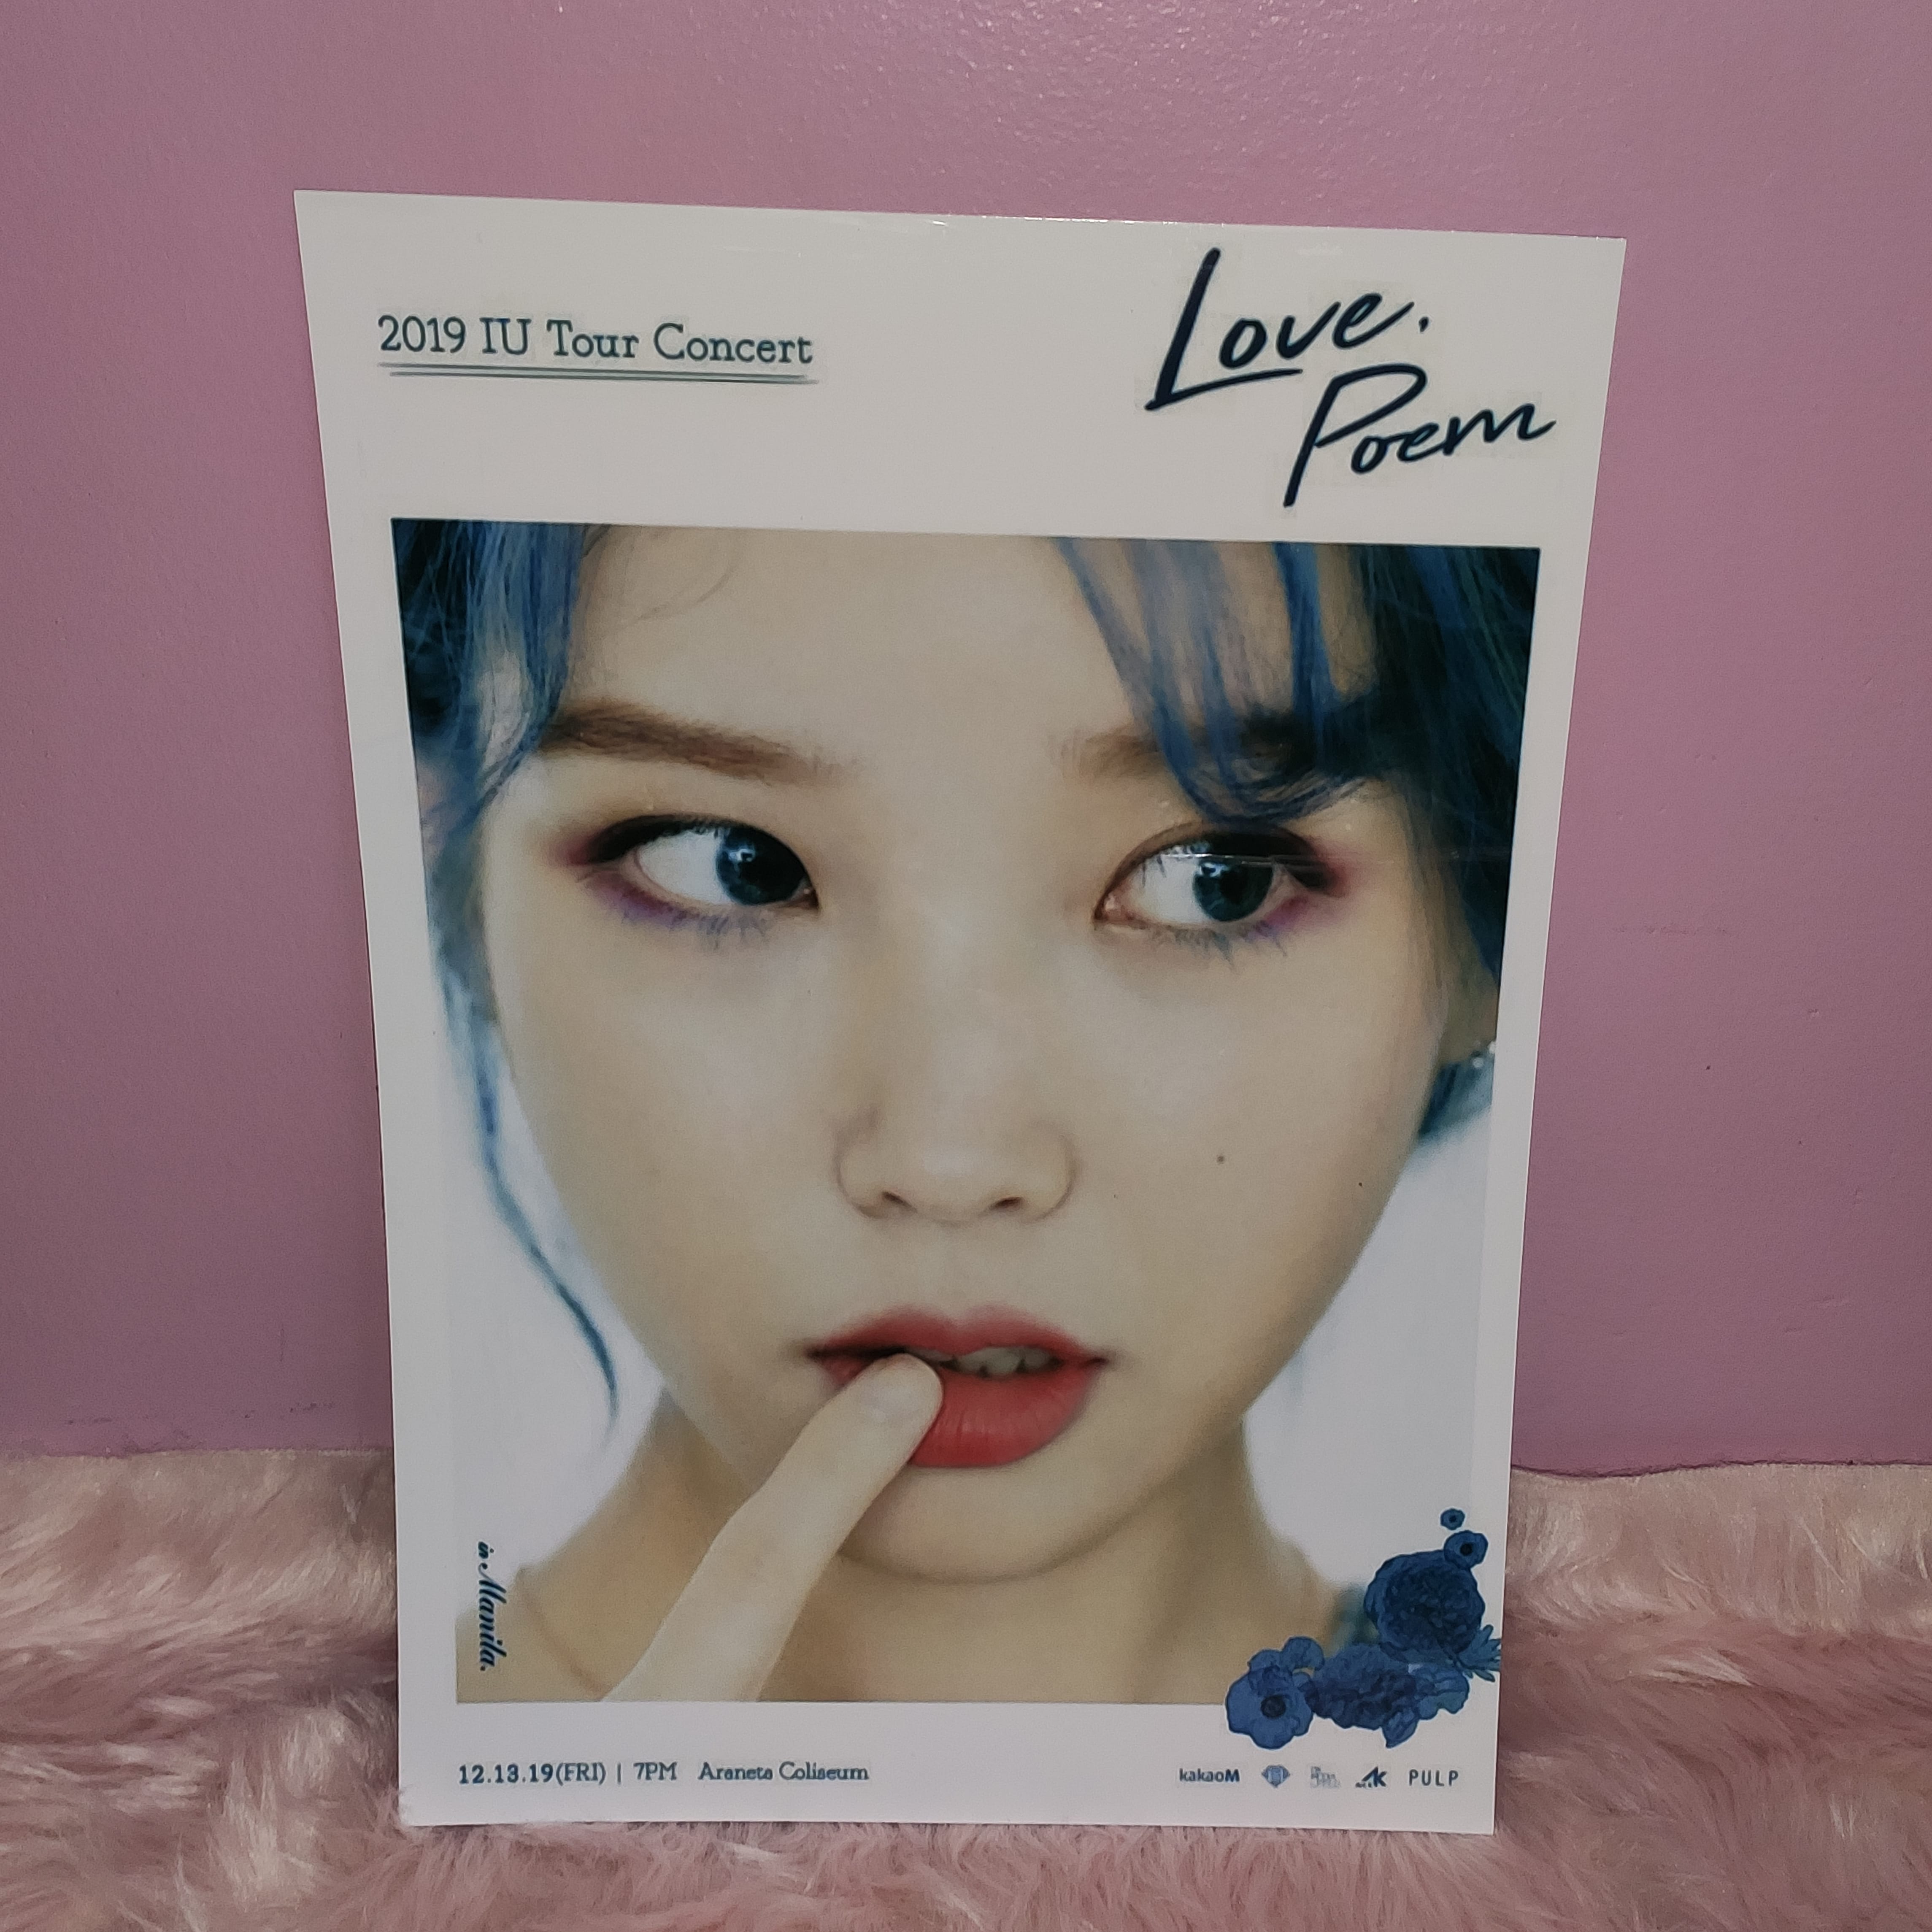 2019 IU Tour Concert
Love,
Poem
in Manila.
12.13.19(FRI) | 7PM Araneta Coliseum
kakaoM
PULP